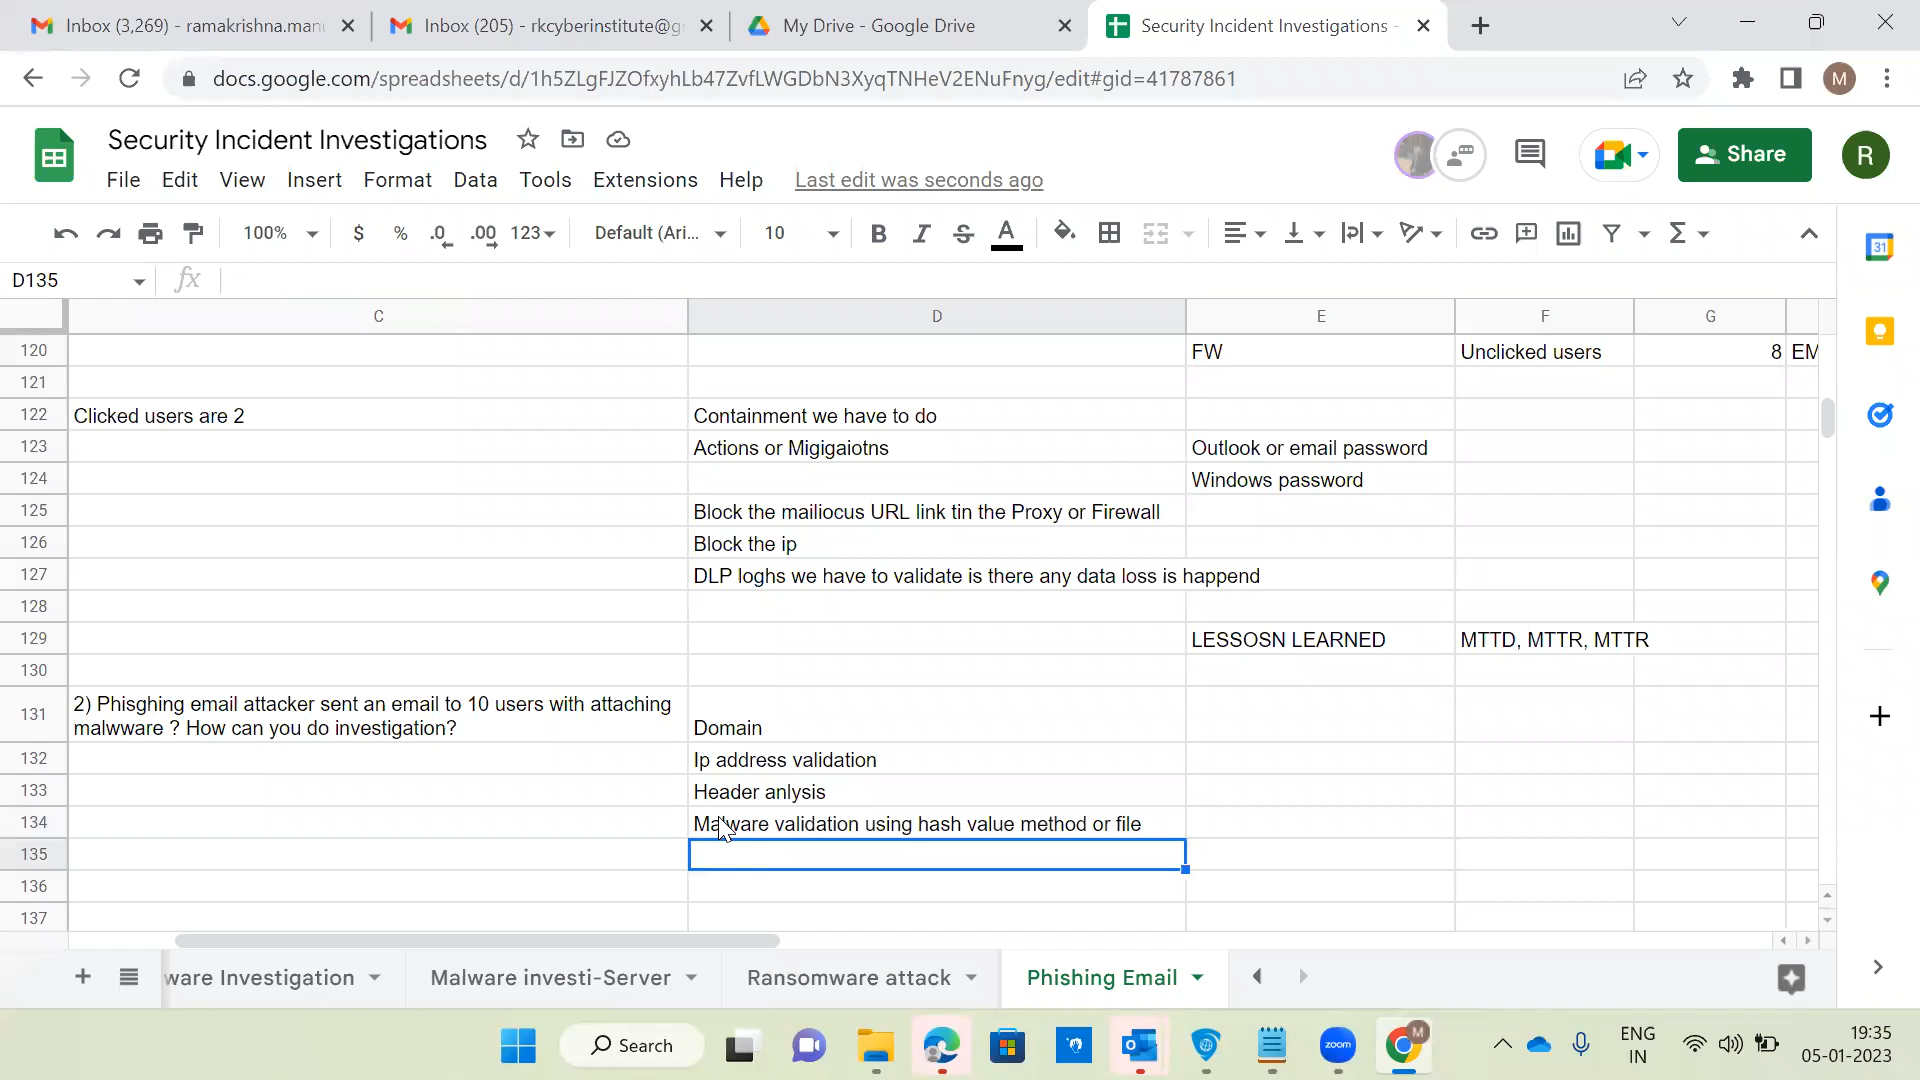 Inbox (3,269) - ramakrishna.manu
Inbox (205) - rkcyberinstitute@g
My Drive - Google Drive
Security Incident Investigations -
docs.google.com/spreadsheets/d/1h5ZLgFJZOfxyhLb47ZvfLWGDbN3XyqTNHeV2ENuFnyg/edit#gid=41787861
M
Security Incident Investigations
File Edit View Insert Format Data Tools Extensions Help Last edit was seconds ago
Share
R
100% $ % .0 .00 123 Default (Ari... 10 B I S A
31
D135 fx
C D E F G
120 FW Unclicked users 8 EM
121
122 Clicked users are 2 Containment we have to do
123 Actions or Migigaiotns Outlook or email password
124 Windows password
125 Block the mailiocus URL link tin the Proxy or Firewall
126 Block the ip
127 DLP loghs we have to validate is there any data loss is happend
128
129 LESSOSN LEARNED MTTD, MTTR, MTTR
130
131 2) Phisghing email attacker sent an email to 10 users with attaching
malwware ? How can you do investigation? Domain
132 Ip address validation
133 Header anlysis
134 Malware validation using hash value method or file
135
136
137
ware Investigation Malware investi-Server Ransomware attack Phishing Email
Search
zoom
M
ENG
IN
19:35
05-01-2023